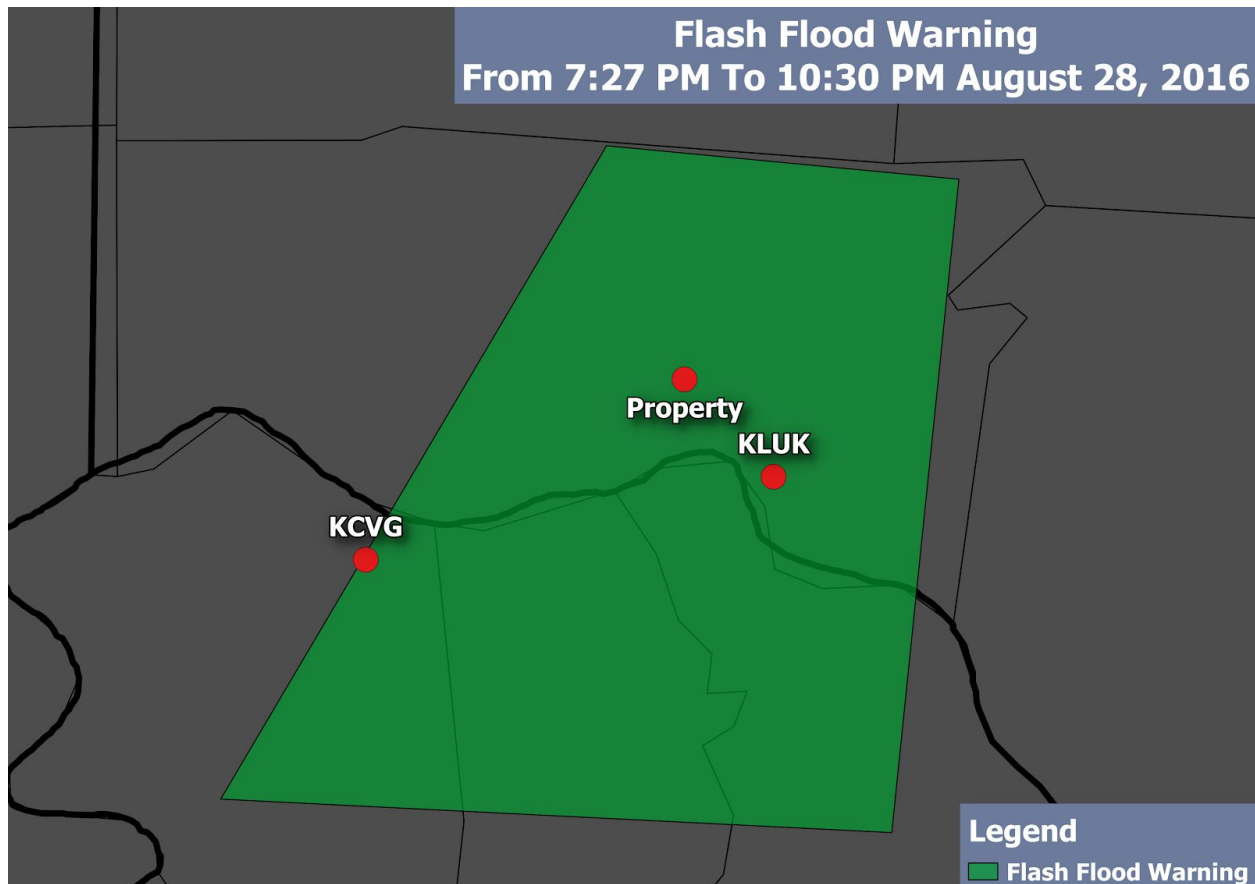 Flash Flood Warning
From 7:27 PM To 10:30 PM August 28, 2016
Property
KLUK
KCVG
Legend
Flash Flood Warning